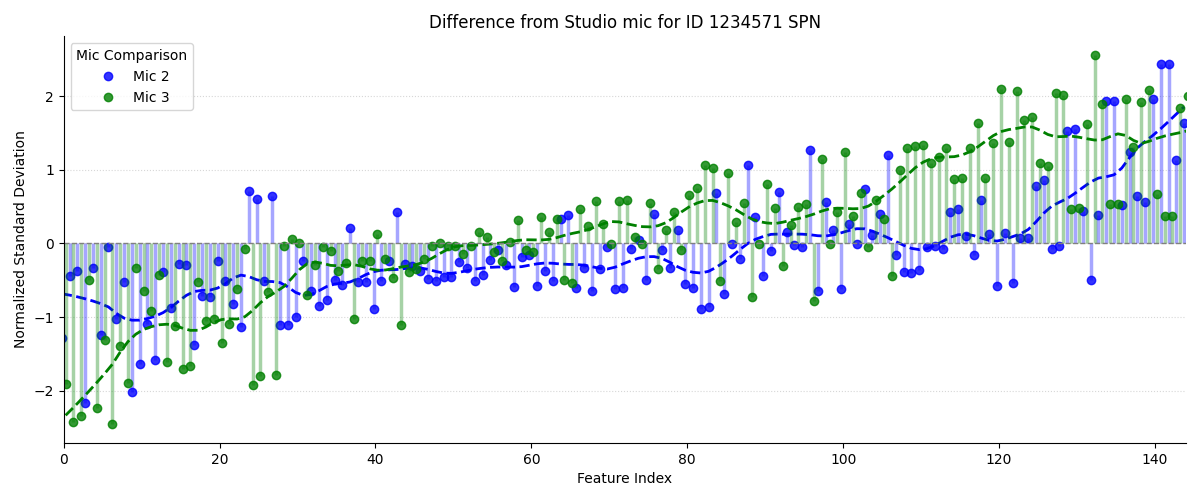 Difference from Studio mic for ID 1234571 SPN
Mic Comparison
Mic 2
Mic 3
Normalized Standard Deviation
2
1
0
−1
−2
0 20 40 60 80 100 120 140
Feature Index